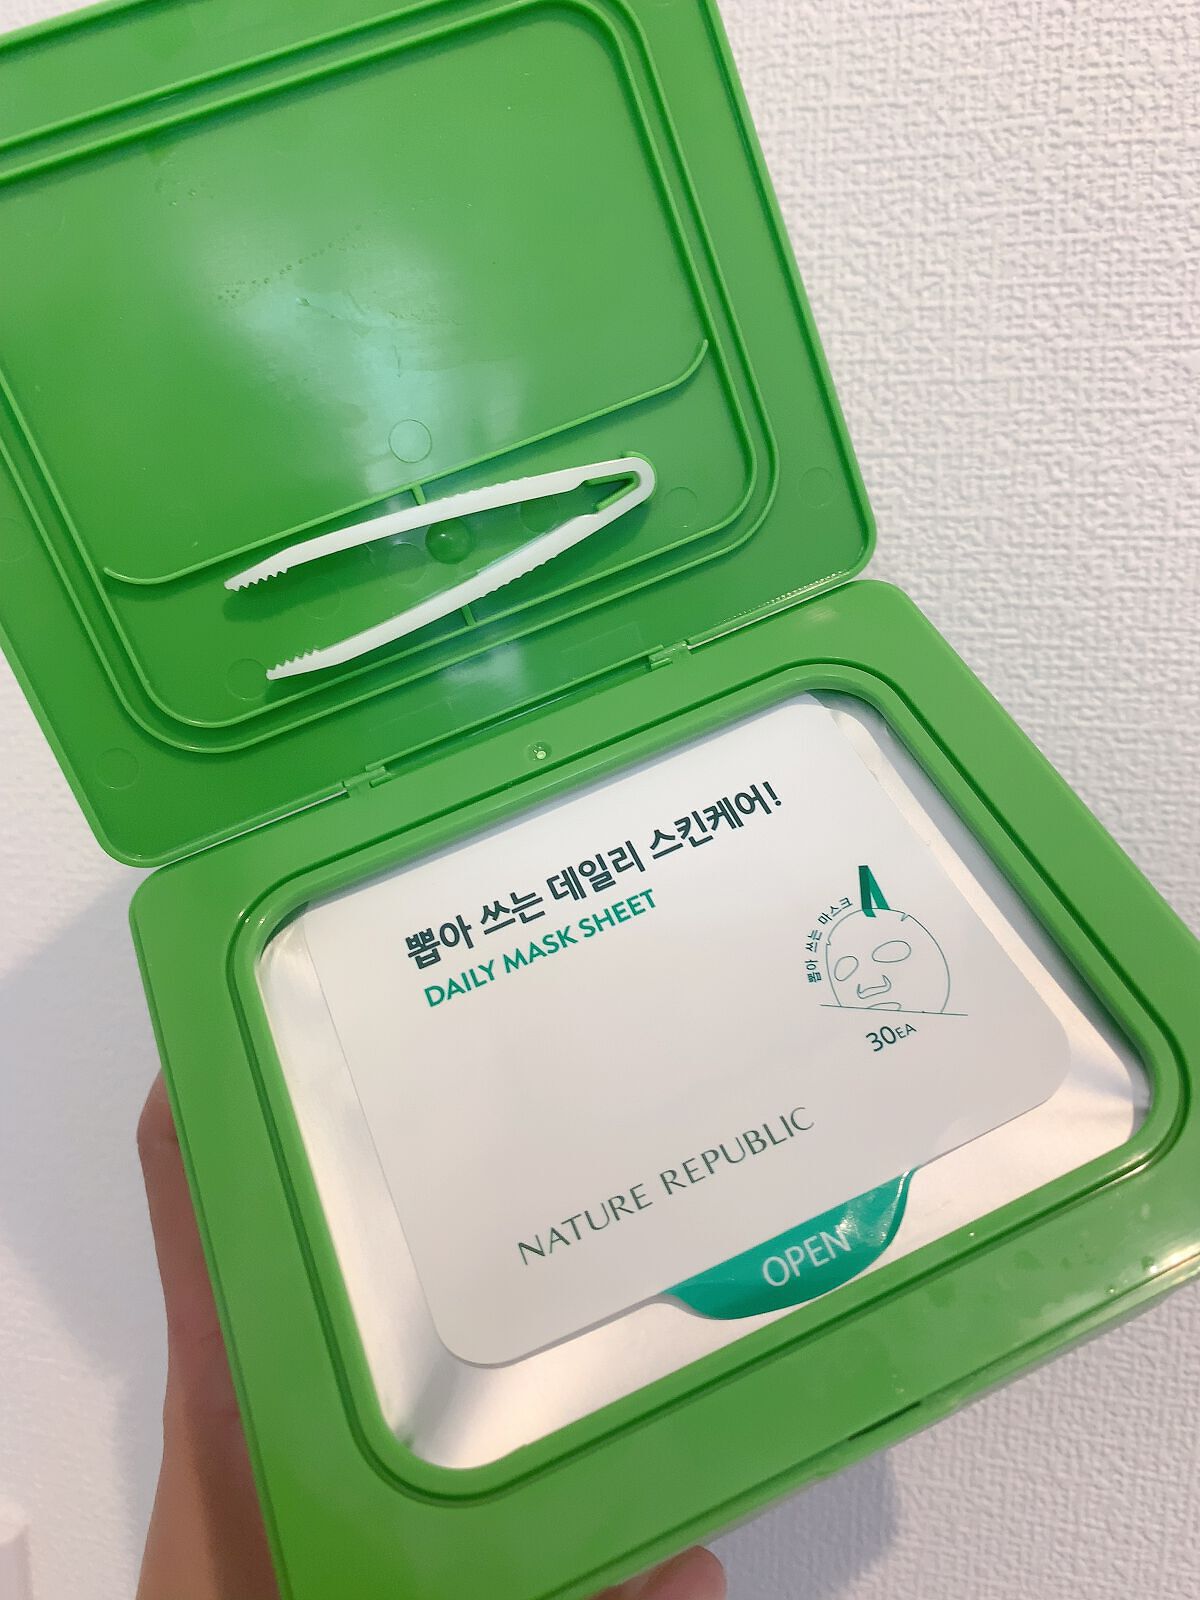 뽑아 쓰는 데일리 스킨케어!
DAILY MASK SHEET
뽑아 쓰는 마스크
30EA
NATURE REPUBLIC
OPEN